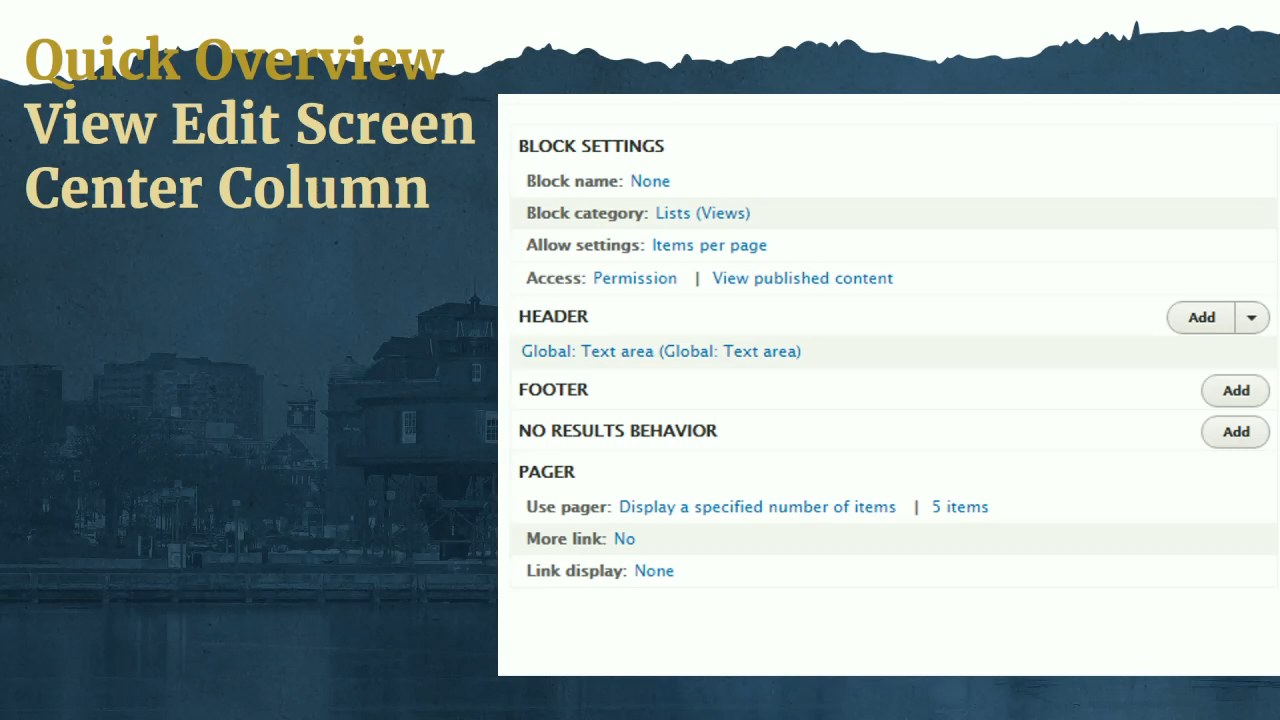 Quick Overview
View Edit Screen
Center Column
BLOCK SETTINGS
Block name: None
Block category: Lists (Views)
Allow settings: Items per page
Access: Permission | View published content
HEADER Add
Global: Text area (Global: Text area)
FOOTER Add
NO RESULTS BEHAVIOR Add
PAGER
Use pager: Display a specified number of items | 5 items
More link: No
Link display: None